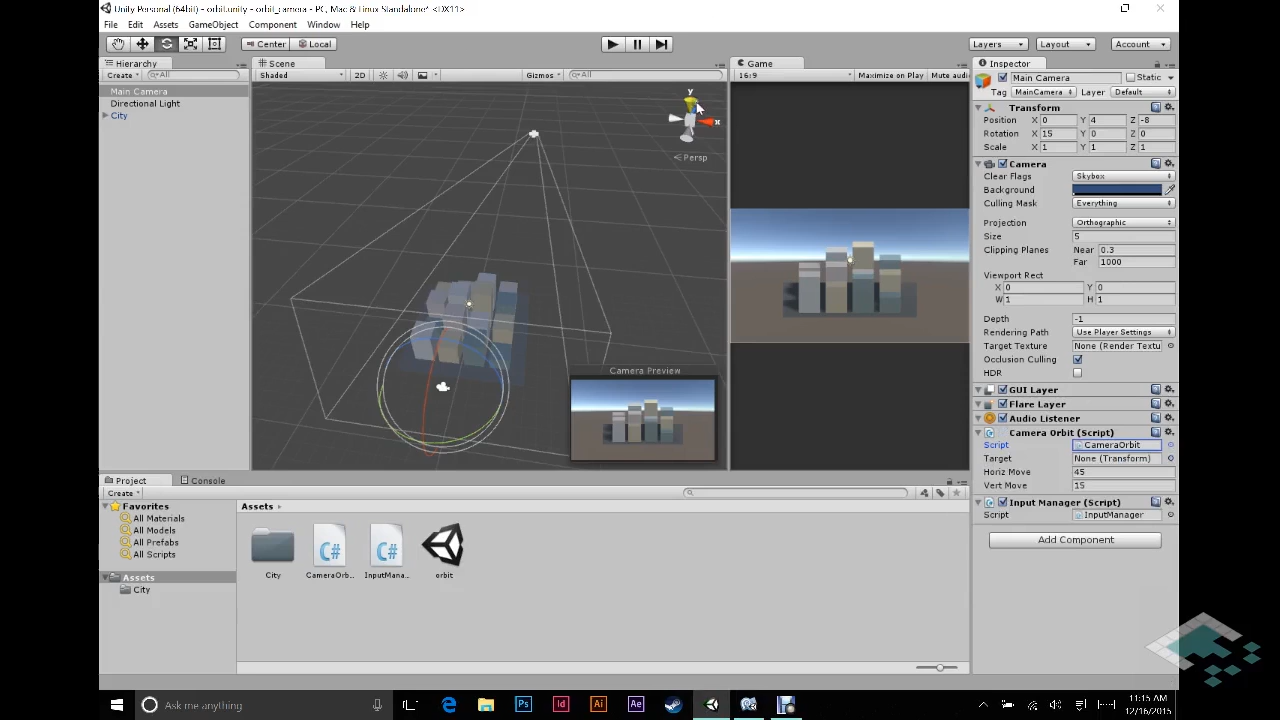 Unity Personal (64bit) - orbit.unity - orbit_camera - PC, Mac & Linux Standalone* <DX11>
File Edit Assets GameObject Component Window Help
Center Local Layers Layout Account
Hierarchy
Create All
Main Camera
Directional Light
City
Scene
Shaded 2D Gizmos All
y
x
Persp
Camera Preview
Game
16:9 Maximize on Play Mute audio
Inspector
Main Camera Static
Tag MainCamera Layer Default
Transform
Position X 0 Y 4 Z -8
Rotation X 15 Y 0 Z 0
Scale X 1 Y 1 Z 1
Camera
Clear Flags Skybox
Background
Culling Mask Everything
Projection Orthographic
Size 5
Clipping Planes Near 0.3
Far 1000
Viewport Rect
X 0 Y 0
W 1 H 1
Depth -1
Rendering Path Use Player Settings
Target Texture None (Render Textu
Occlusion Culling
HDR
GUI Layer
Flare Layer
Audio Listener
Camera Orbit (Script)
Script CameraOrbit
Target None (Transform)
Horiz Move 45
Vert Move 15
Input Manager (Script)
Script InputManager
Add Component
Project Console
Create
Favorites
All Materials
All Models
All Prefabs
All Scripts
Assets
City
Assets
City
CameraOrb...
InputMana...
orbit
C#
C#
Ask me anything
Ps Id Ai Ae
11:15 AM
12/16/2015